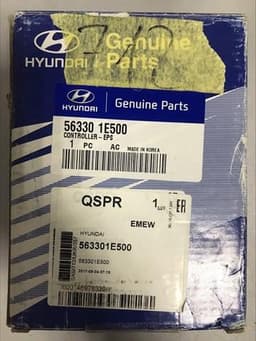 Genuine
HYUNDAI Parts
HYUNDAI Genuine Parts
56330 1E500
CONTROLLER-EPS
1 PC AC MADE IN KOREA
QSPR 1
EMEW
HYUNDAI
563301E500
563301E500